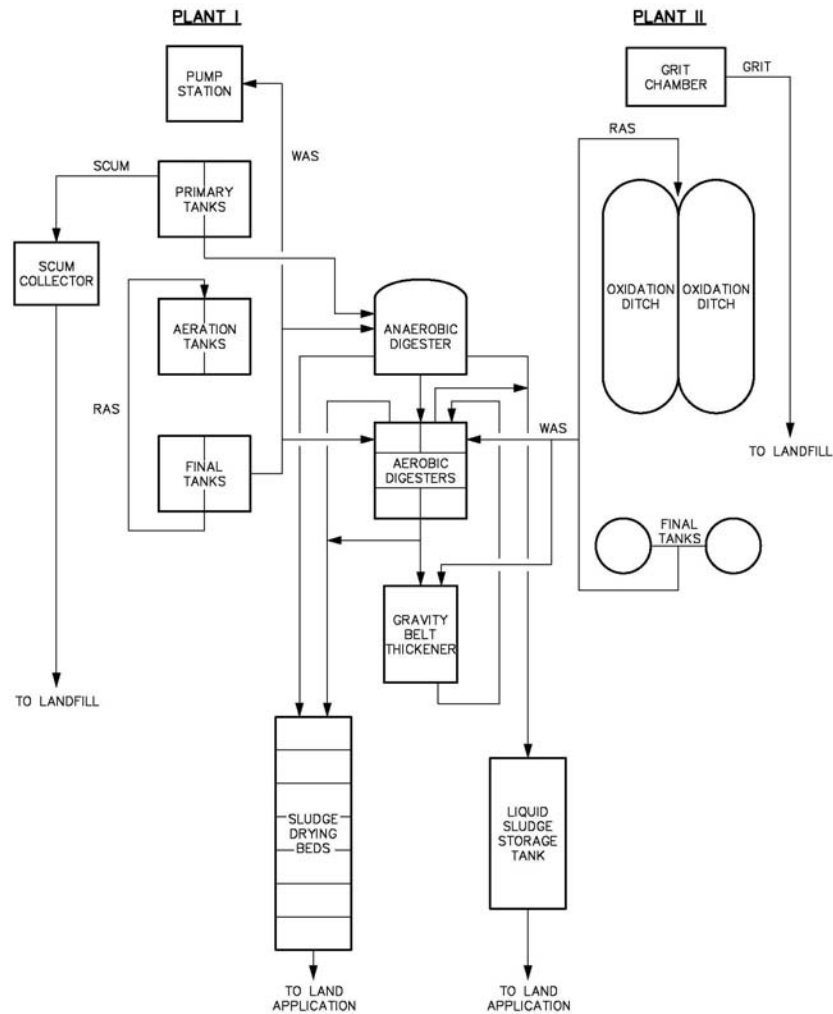 PLANT I
PLANT II
PUMP
STATION
GRIT
CHAMBER
GRIT
RAS
WAS
SCUM
PRIMARY
TANKS
SCUM
COLLECTOR
OXIDATION
DITCH
OXIDATION
DITCH
AERATION
TANKS
ANAEROBIC
DIGESTER
RAS
WAS
TO LANDFILL
FINAL
TANKS
AEROBIC
DIGESTERS
FINAL
TANKS
GRAVITY
BELT
THICKENER
TO LANDFILL
SLUDGE
DRYING
BEDS
LIQUID
SLUDGE
STORAGE
TANK
TO LAND
APPLICATION
TO LAND
APPLICATION